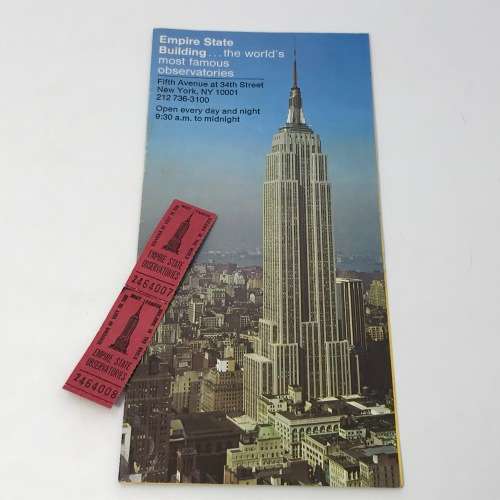 Empire State
Building...the world's
most famous
observatories
Fifth Avenue at 34th Street
New York, NY 10001
212 736-3100
Open every day and night
9:30 a.m. to midnight
EMPIRE STATE
OBSERVATORIES
2464007
EMPIRE STATE
OBSERVATORIES
2464008